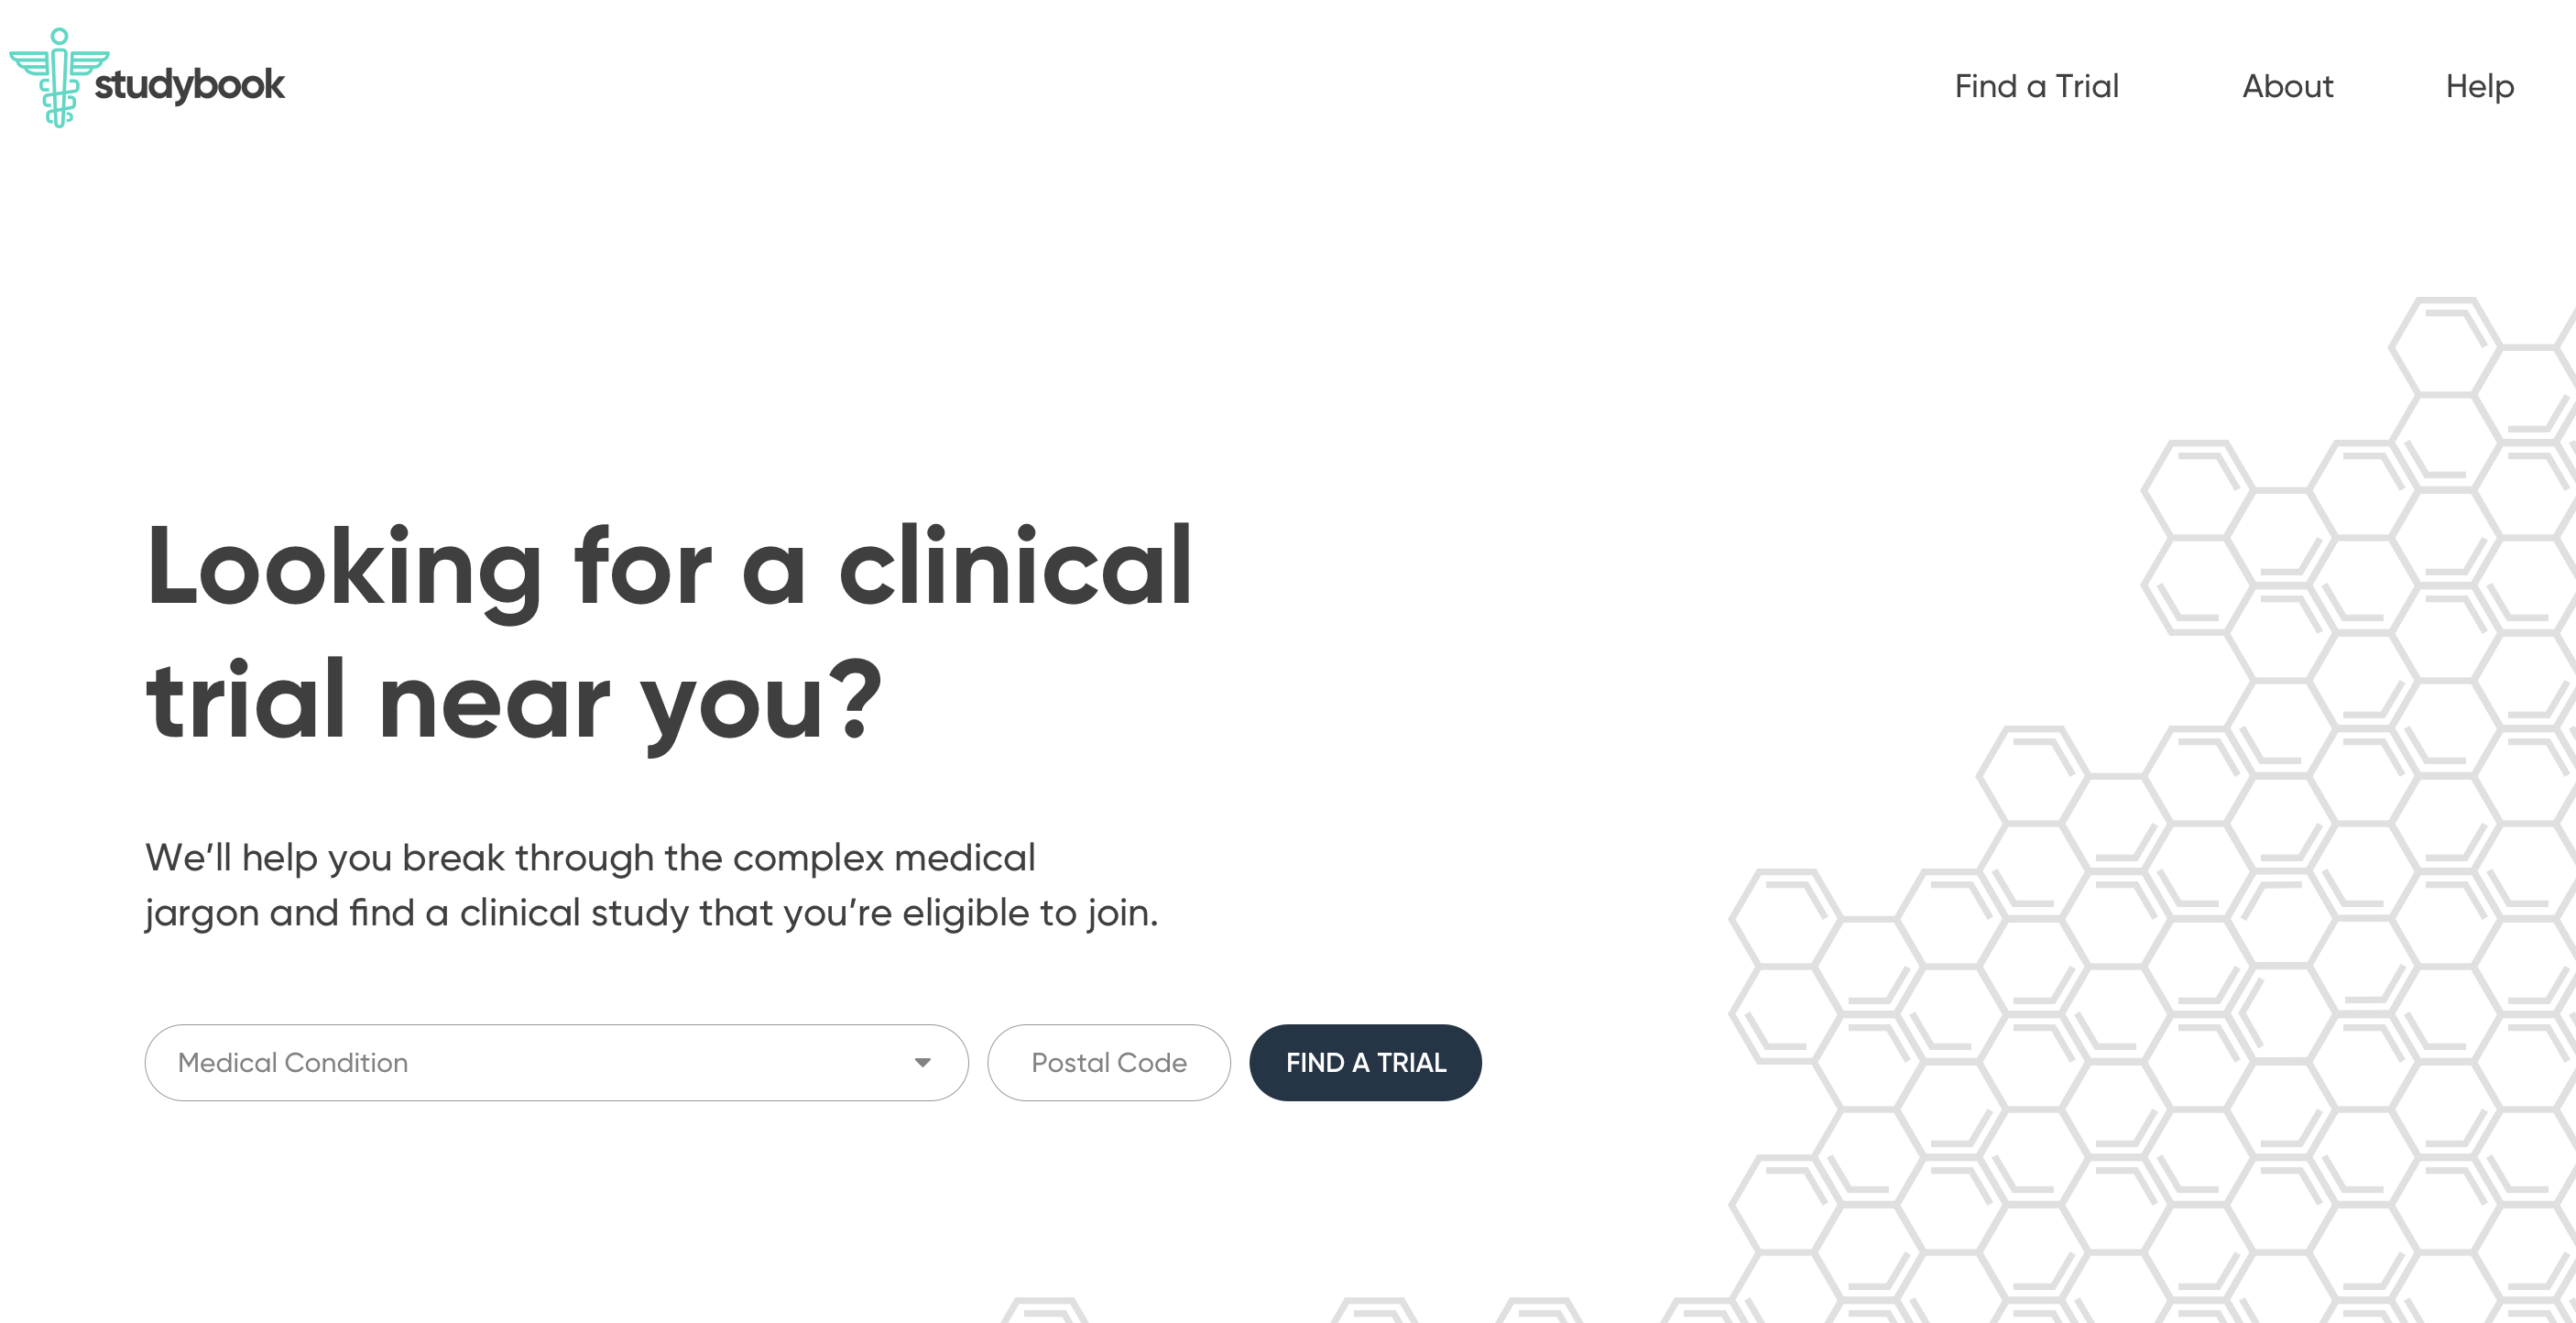 studybook
Find a Trial
About
Help
Looking for a clinical
trial near you?
We’ll help you break through the complex medical
jargon and find a clinical study that you’re eligible to join.
Medical Condition
Postal Code
FIND A TRIAL